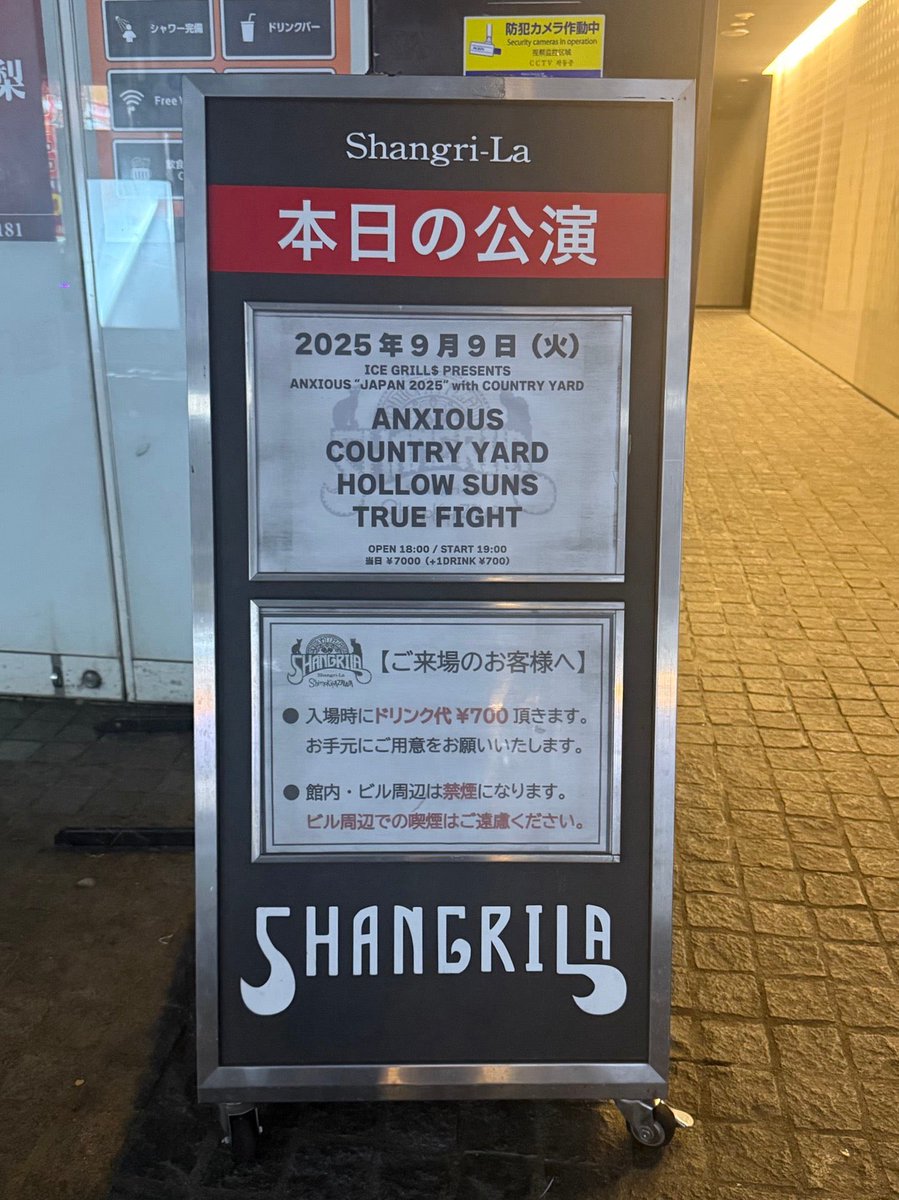 シャワー完備
ドリンクバー
防犯カメラ作動中
Security cameras in operation
Free
飲食
梨
181
Shangri-La
本日の公演
2025年9月9日（火）
ICE GRILL$ PRESENTS
ANXIOUS “JAPAN 2025” with COUNTRY YARD
ANXIOUS
COUNTRY YARD
HOLLOW SUNS
TRUE FIGHT
OPEN 18:00 / START 19:00
当日 ¥7000（+1DRINK ¥700）
SHANGRILA
Shangri-La
SHIMOKITAZAWA
【ご来場のお客様へ】
● 入場時にドリンク代 ¥700 頂きます。
お手元にご用意をお願いいたします。
● 館内・ビル周辺は禁煙になります。
ビル周辺での喫煙はご遠慮ください。
SHANGRILA